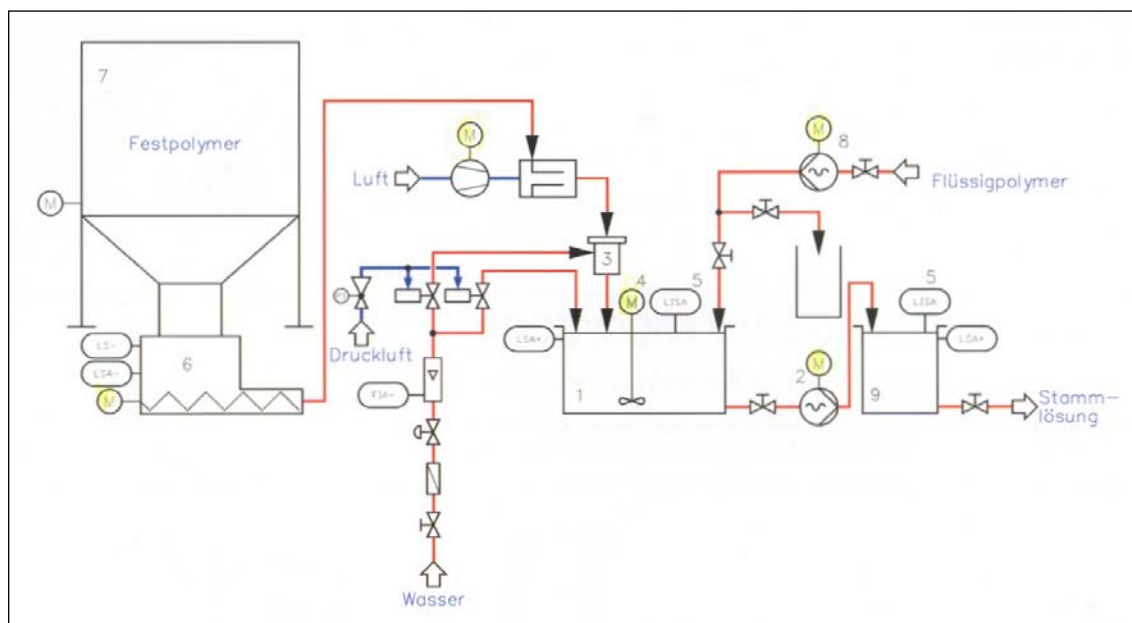 7
Festpolymer
M
M
M
8
Luft
Flüssigpolymer
3
4
5
5
M
LISA
LISA
LSA+
LSA+
Druckluft
LS-
LSA-
6
M
FIA-
1
2
M
9
Stamm-
lösung
Wasser